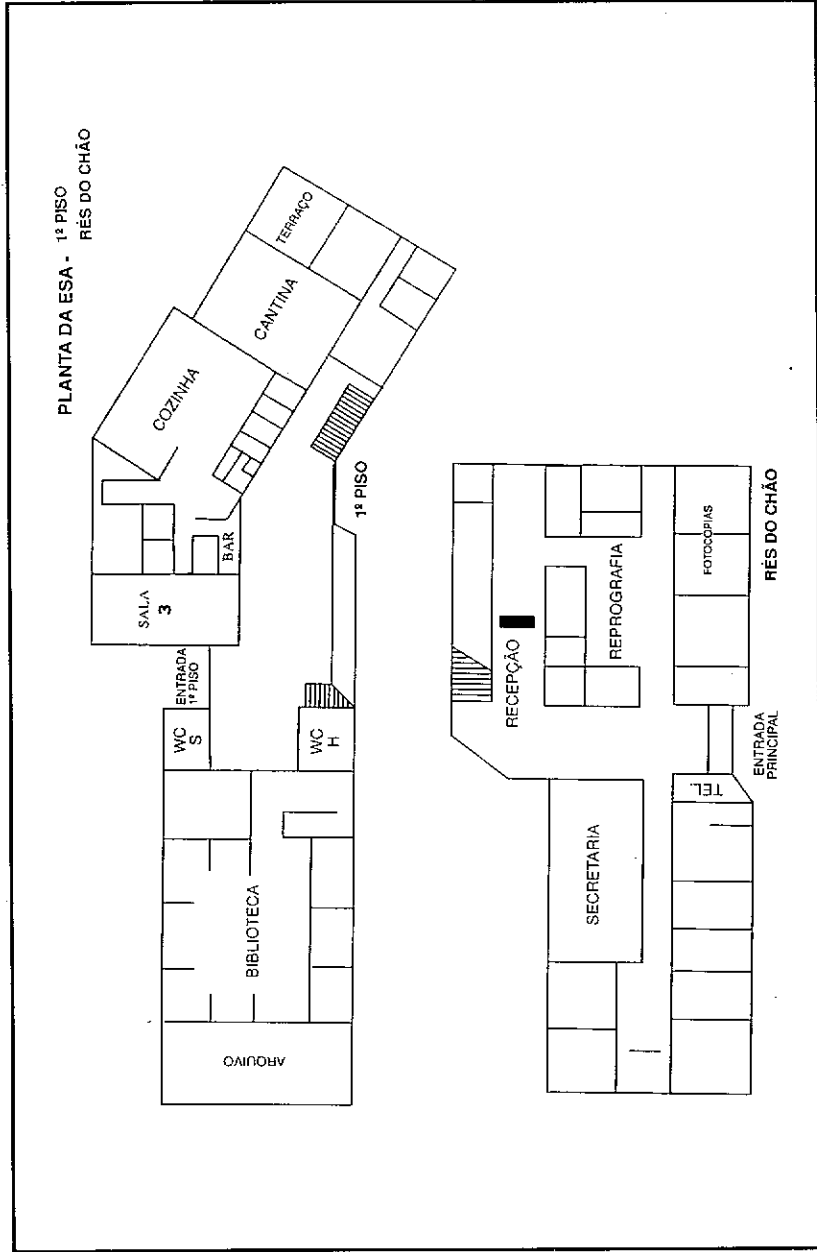 PLANTA DA ESA - 1º PISO
RÉS DO CHÃO
TERRAÇO
CANTINA
COZINHA
1º PISO
BAR
SALA
3
ENTRADA
1º PISO
WC
S
WC
H
BIBLIOTECA
ARQUIVO
RÉS DO CHÃO
FOTOCOPIAS
REPROGRAFIA
RECEPÇÃO
ENTRADA
PRINCIPAL
TEL.
SECRETARIA